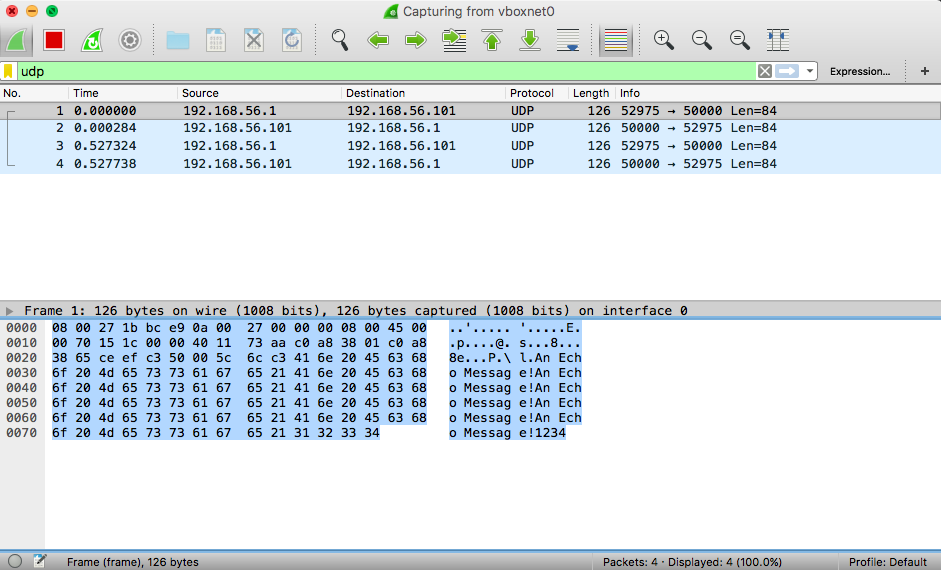 Capturing from vboxnet0
udp Expression... +
No. Time Source Destination Protocol Length Info
1 0.000000 192.168.56.1 192.168.56.101 UDP 126 52975 → 50000 Len=84
2 0.000284 192.168.56.101 192.168.56.1 UDP 126 50000 → 52975 Len=84
3 0.527324 192.168.56.1 192.168.56.101 UDP 126 52975 → 50000 Len=84
4 0.527738 192.168.56.101 192.168.56.1 UDP 126 50000 → 52975 Len=84
Frame 1: 126 bytes on wire (1008 bits), 126 bytes captured (1008 bits) on interface 0
0000 08 00 27 1b bc e9 0a 00 27 00 00 00 08 00 45 00 ..'..... '.....E.
0010 00 70 15 1c 00 00 40 11 73 aa c0 a8 38 01 c0 a8 .p....@. s...8...
0020 38 65 ce ef c3 50 00 5c 6c c3 41 6e 20 45 63 68 8e...P.\ l.An Ech
0030 6f 20 4d 65 73 73 61 67 65 21 41 6e 20 45 63 68 o Messag e!An Ech
0040 6f 20 4d 65 73 73 61 67 65 21 41 6e 20 45 63 68 o Messag e!An Ech
0050 6f 20 4d 65 73 73 61 67 65 21 41 6e 20 45 63 68 o Messag e!An Ech
0060 6f 20 4d 65 73 73 61 67 65 21 41 6e 20 45 63 68 o Messag e!An Ech
0070 6f 20 4d 65 73 73 61 67 65 21 31 32 33 34 o Messag e!1234
Frame (frame), 126 bytes Packets: 4 · Displayed: 4 (100.0%) Profile: Default